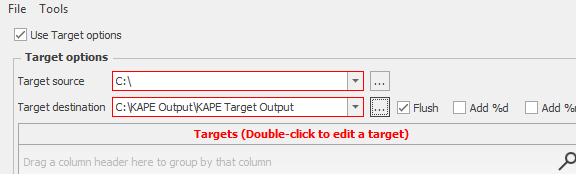 File Tools
Use Target options
Target options
Target source C:\ ...
Target destination C:\KAPE Output\KAPE Target Output ... Flush Add %d Add
Targets (Double-click to edit a target)
Drag a column header here to group by that column